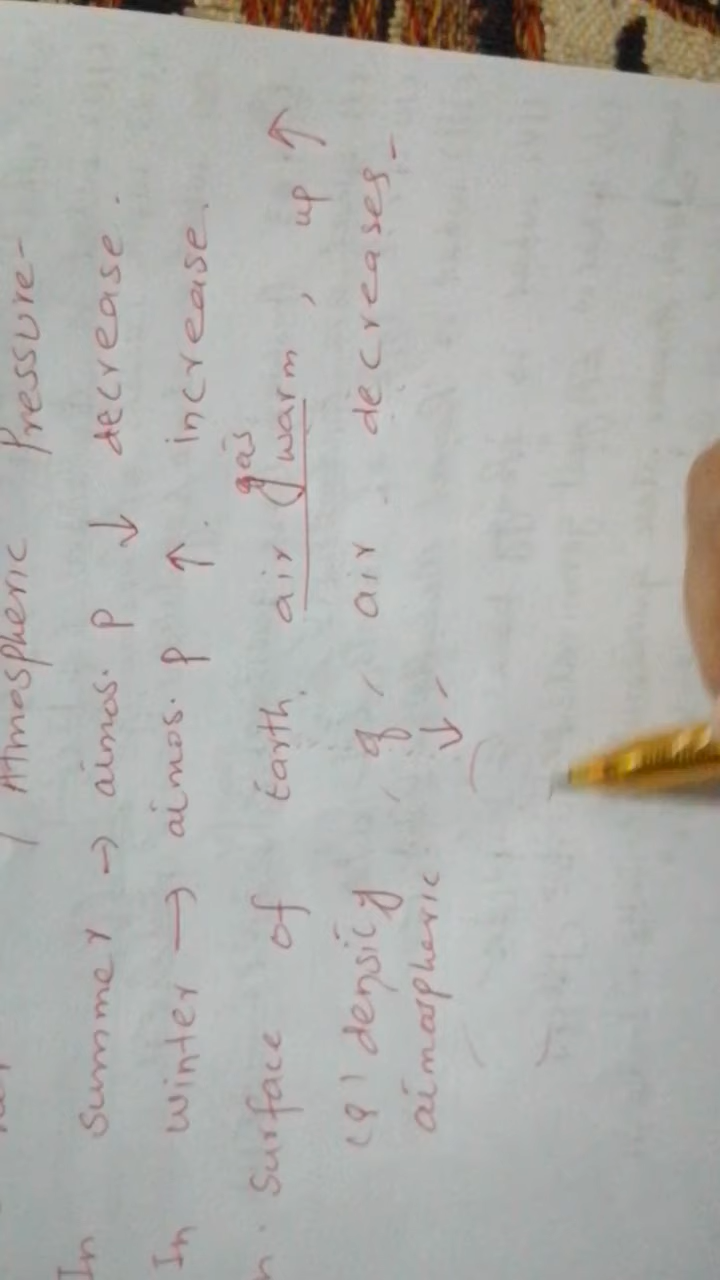 Atmospheric Pressure-
In Summer → atmos. P ↓ decrease.
In winter → atmos. P ↑. increase.
gas
n. Surface of Earth, air warm, up ↑
(ρ) density of, air decreases-
atmospheric ↓-